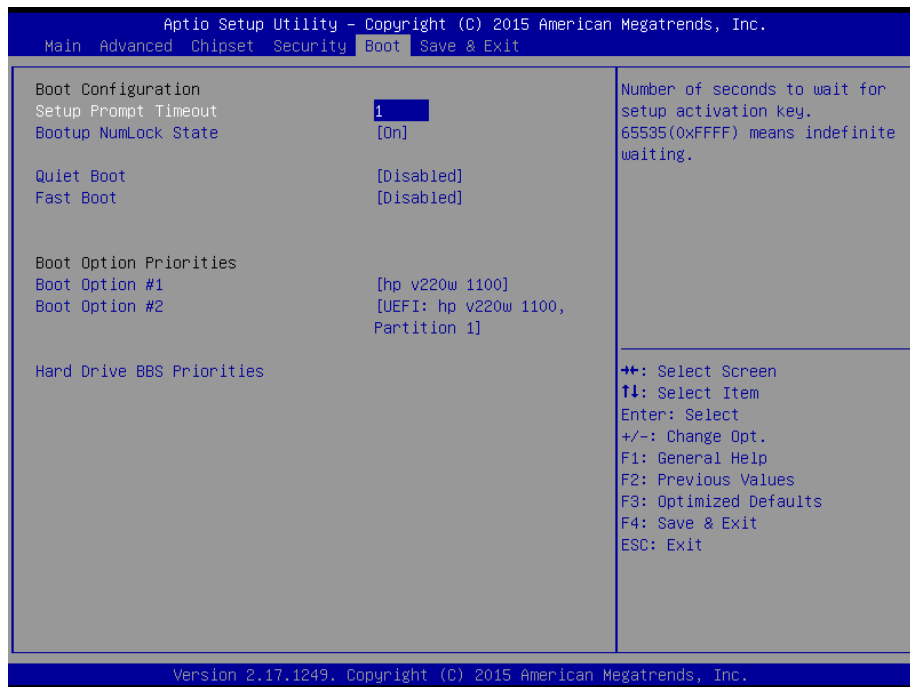 Aptio Setup Utility – Copyright (C) 2015 American Megatrends, Inc.
Main Advanced Chipset Security Boot Save & Exit
Boot Configuration
Setup Prompt Timeout 1
Bootup NumLock State [On]
Quiet Boot [Disabled]
Fast Boot [Disabled]
Boot Option Priorities
Boot Option #1 [hp v220w 1100]
Boot Option #2 [UEFI: hp v220w 1100,
Partition 1]
Hard Drive BBS Priorities
Number of seconds to wait for
setup activation key.
65535(0xFFFF) means indefinite
waiting.
→←: Select Screen
↑↓: Select Item
Enter: Select
+/-: Change Opt.
F1: General Help
F2: Previous Values
F3: Optimized Defaults
F4: Save & Exit
ESC: Exit
Version 2.17.1249. Copyright (C) 2015 American Megatrends, Inc.